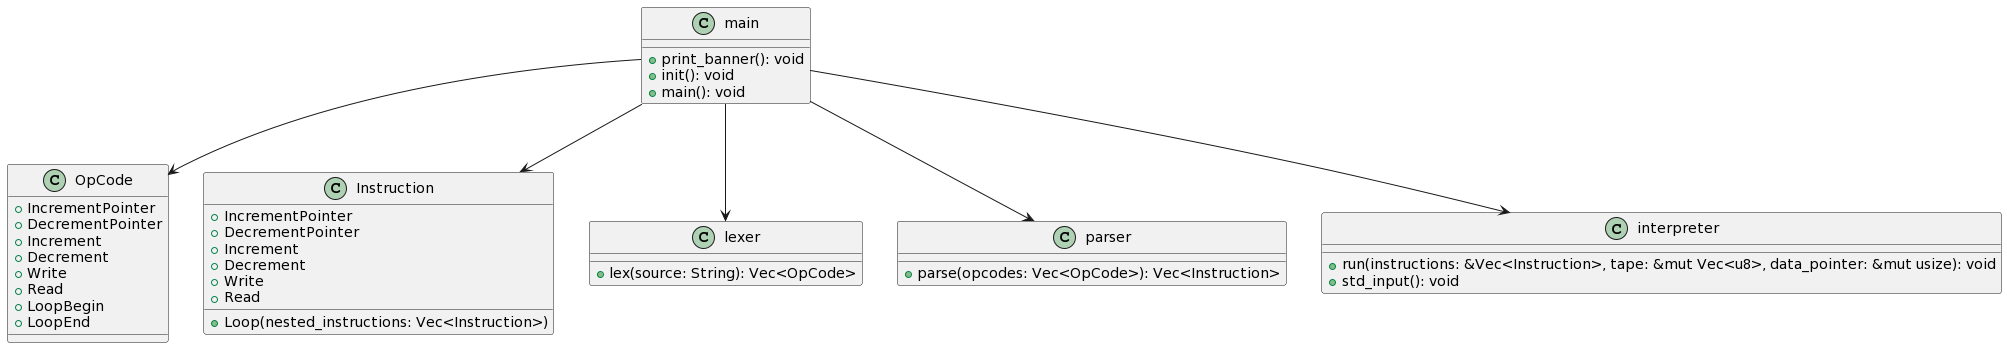 C main
print_banner(): void
init(): void
main(): void
C OpCode
IncrementPointer
DecrementPointer
Increment
Decrement
Write
Read
LoopBegin
LoopEnd
C Instruction
IncrementPointer
DecrementPointer
Increment
Decrement
Write
Read
Loop(nested_instructions: Vec<Instruction>)
C lexer
lex(source: String): Vec<OpCode>
C parser
parse(opcodes: Vec<OpCode>): Vec<Instruction>
C interpreter
run(instructions: &Vec<Instruction>, tape: &mut Vec<u8>, data_pointer: &mut usize): void
std_input(): void